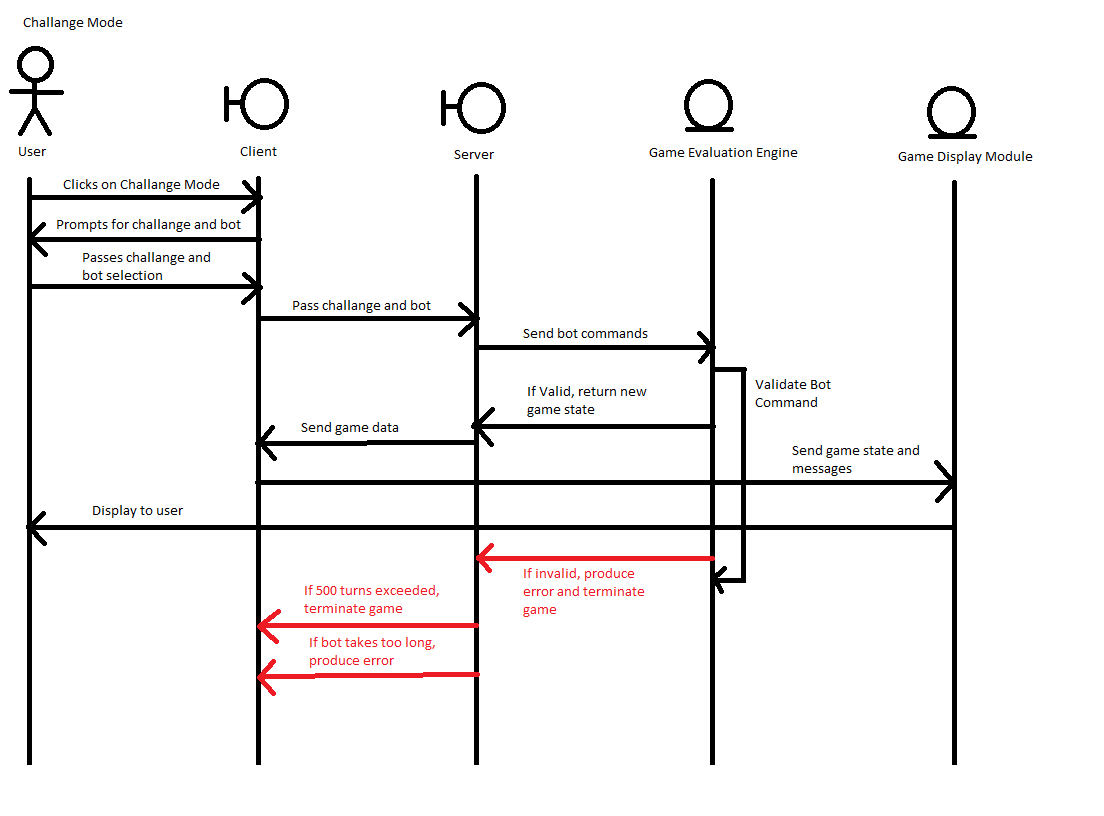 Challange Mode
User
Client
Server
Game Evaluation Engine
Game Display Module
Clicks on Challange Mode
Prompts for challange and bot
Passes challange and
bot selection
Pass challange and bot
Send bot commands
Validate Bot
Command
If Valid, return new
game state
Send game data
Send game state and
messages
Display to user
If invalid, produce
error and terminate
game
If 500 turns exceeded,
terminate game
If bot takes too long,
produce error